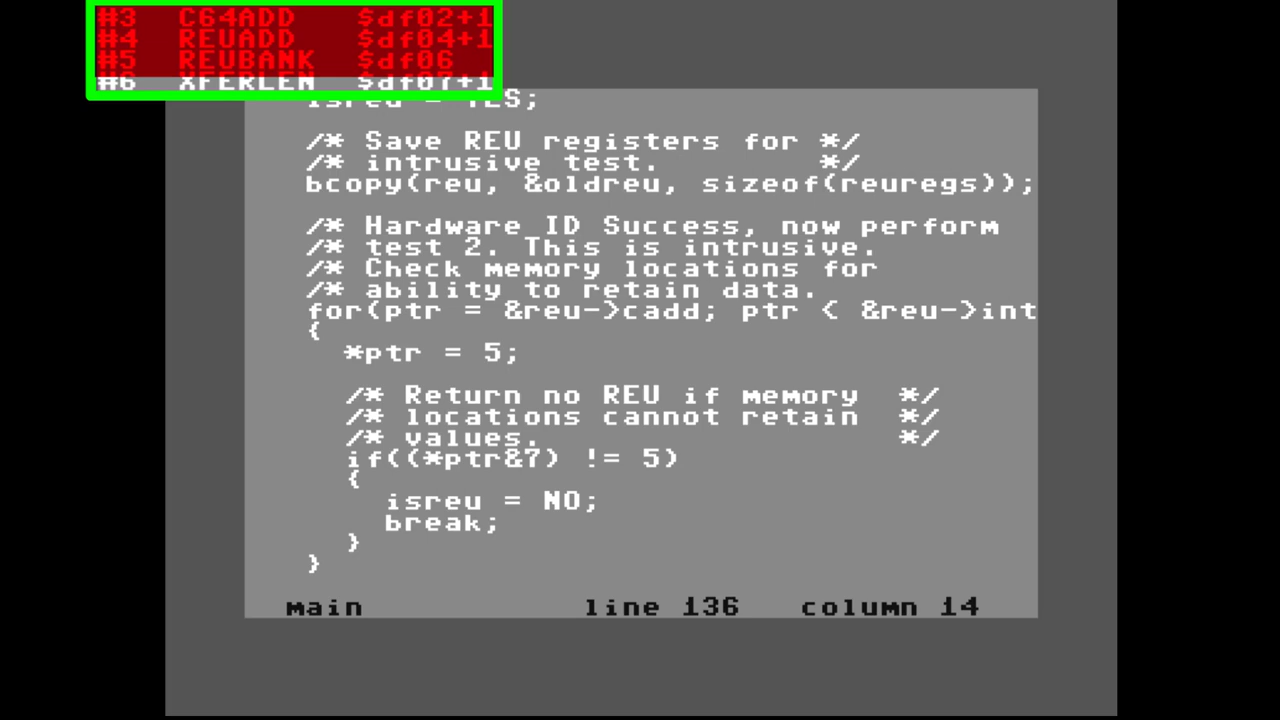 #3  C64ADD   $df02+1
#4  REUADD   $df04+1
#5  REUBANK  $df06
#6  XFERLEN  $df07+1
isreu = YES;
/* Save REU registers for */
/* intrusive test.        */
bcopy(reu, &oldreu, sizeof(reuregs));
/* Hardware ID Success, now perform
/* test 2. This is intrusive.
/* Check memory locations for
/* ability to retain data.
for(ptr = &reu->cadd; ptr < &reu->int
{
*ptr = 5;
/* Return no REU if memory  */
/* locations cannot retain  */
/* values.                  */
if((*ptr&7) != 5)
{
isreu = NO;
break;
}
}
main line 136 column 14